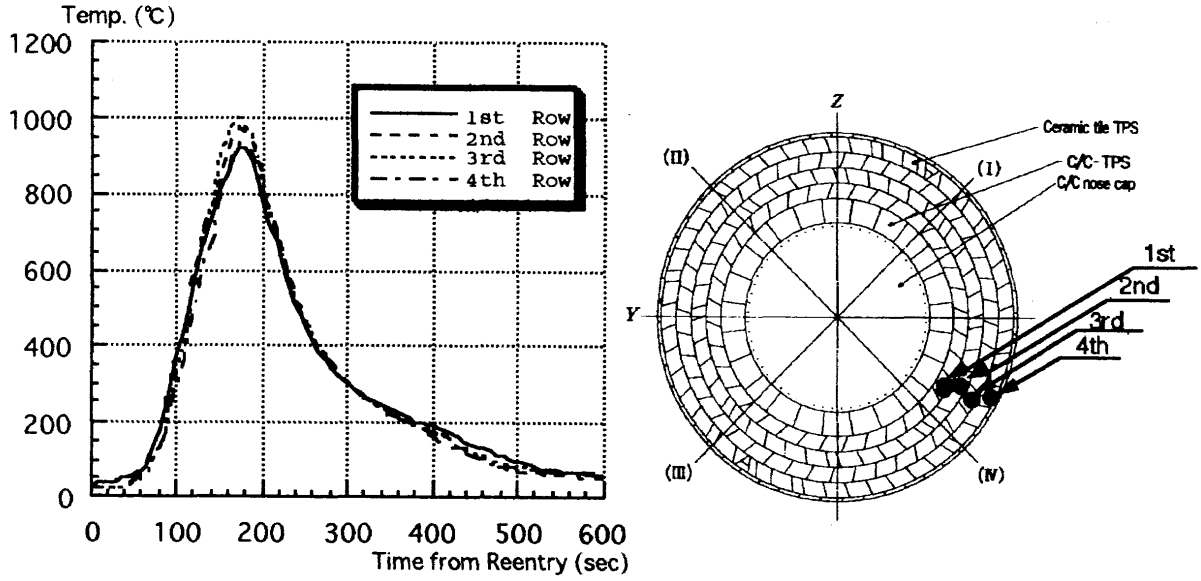 Temp. (℃)
1200
1000
800
600
400
200
0
0 100 200 300 400 500 600
Time from Reentry (sec)
1st Row
2nd Row
3rd Row
4th Row
Z
Y
(II)
(I)
(III)
(IV)
Ceramic tile TPS
C/C- TPS
C/C nose cap
1st
2nd
3rd
4th